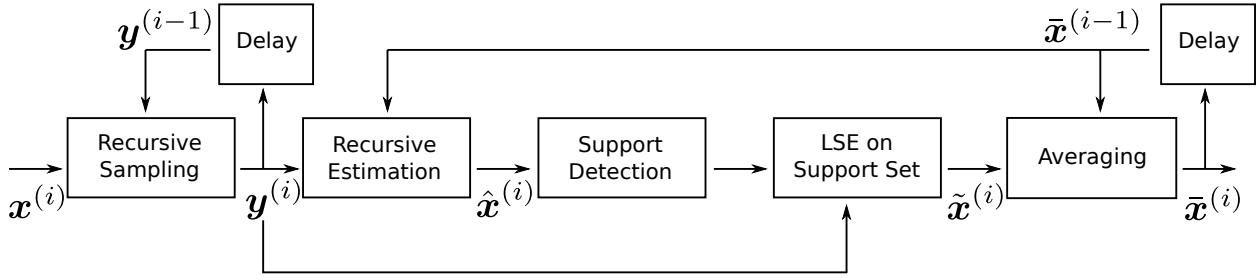 y^(i−1)
Delay
x̄^(i−1)
Delay
Recursive
Sampling
Recursive
Estimation
Support
Detection
LSE on
Support Set
Averaging
x^(i)
y^(i)
x̂^(i)
x̃^(i)
x̄^(i)